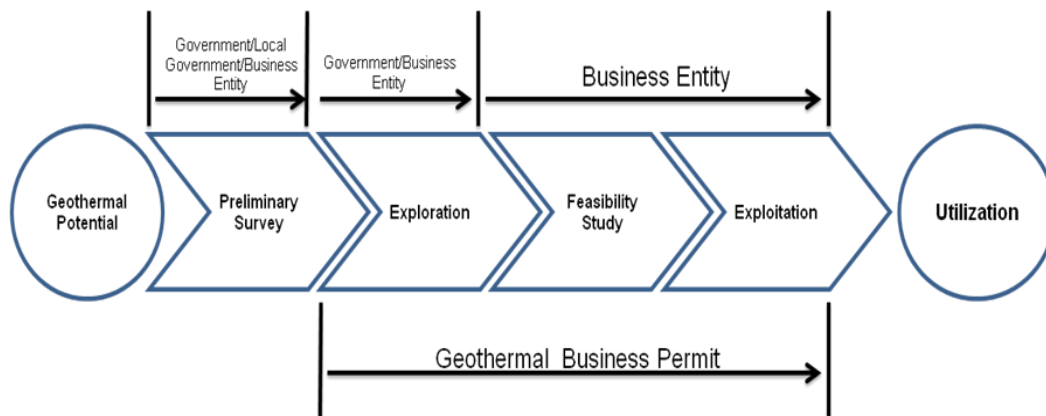 Government/Local
Government/Business
Entity
Government/Business
Entity
Business Entity
Geothermal
Potential
Preliminary
Survey
Exploration
Feasibility
Study
Exploitation
Utilization
Geothermal Business Permit